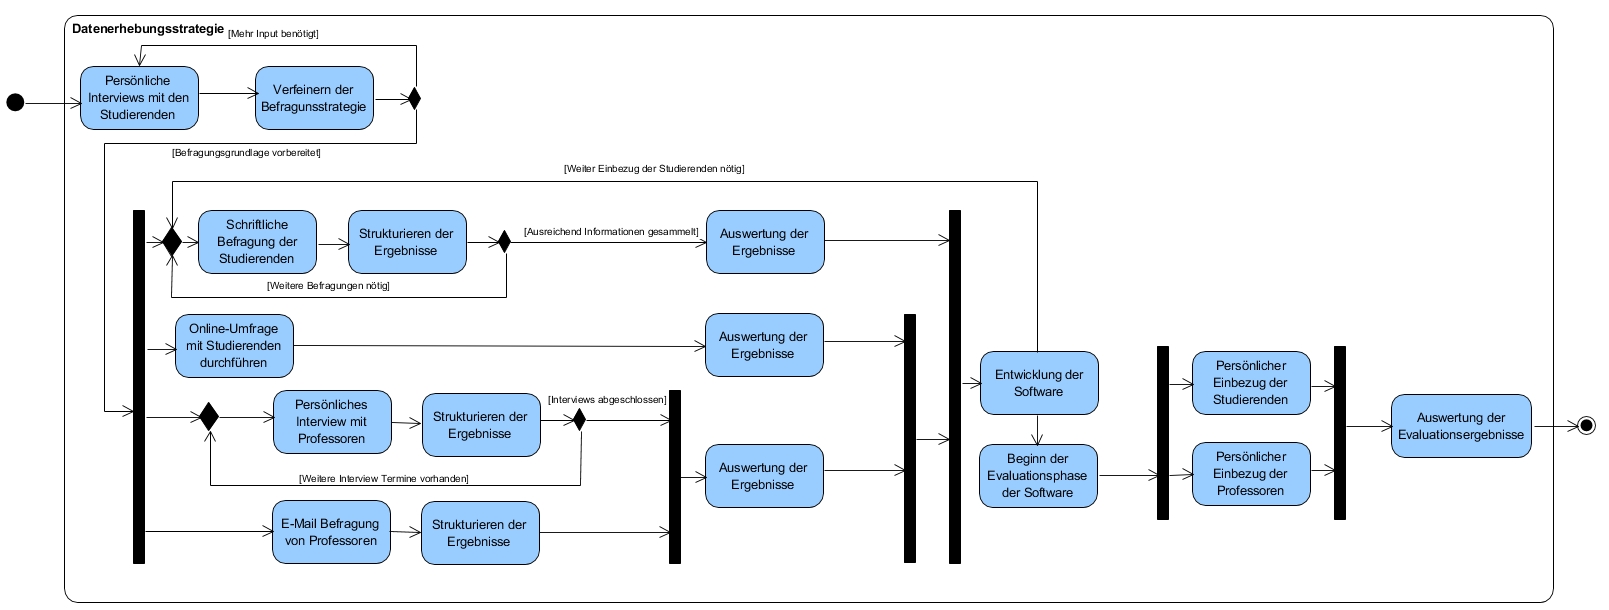 Datenerhebungsstrategie
[Mehr Input benötigt]
Persönliche
Interviews mit den
Studierenden
Verfeinern der
Befragunsstrategie
[Befragungsgrundlage vorbereitet]
[Weiter Einbezug der Studierenden nötig]
Schriftliche
Befragung der
Studierenden
Strukturieren der
Ergebnisse
[Ausreichend Informationen gesammelt]
Auswertung der
Ergebnisse
[Weitere Befragungen nötig]
Online-Umfrage
mit Studierenden
durchführen
Auswertung der
Ergebnisse
Persönliches
Interview mit
Professoren
Strukturieren der
Ergebnisse
[Interviews abgeschlossen]
[Weitere Interview Termine vorhanden]
Auswertung der
Ergebnisse
E-Mail Befragung
von Professoren
Strukturieren der
Ergebnisse
Entwicklung der
Software
Beginn der
Evaluationsphase
der Software
Persönlicher
Einbezug der
Studierenden
Persönlicher
Einbezug der
Professoren
Auswertung der
Evaluationsergebnisse